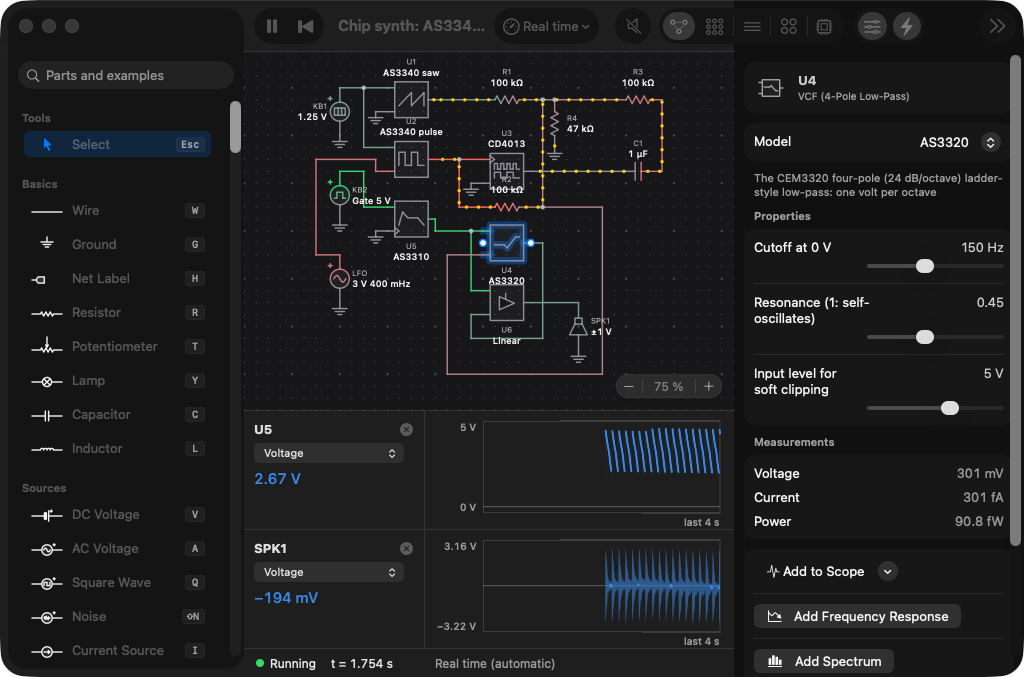 Chip synth: AS334...
Real time
Parts and examples
Tools
Select Esc
Basics
Wire W
Ground G
Net Label H
Resistor R
Potentiometer T
Lamp Y
Capacitor C
Inductor L
Sources
DC Voltage V
AC Voltage A
Square Wave Q
Noise ⇧N
Current Source I
U1
AS3340 saw
R1
100 kΩ
R3
100 kΩ
KB1
1.25 V
U2
AS3340 pulse
R4
47 kΩ
U3
CD4013
C1
1 µF
R2
100 kΩ
KB2
Gate 5 V
U5
AS3310
LFO
3 V 400 mHz
U4
AS3320
U6
Linear
SPK1
±1 V
− 75 % +
U5
Voltage
2.67 V
5 V
0 V
last 4 s
SPK1
Voltage
−194 mV
3.16 V
−3.22 V
last 4 s
Running t = 1.754 s Real time (automatic)
U4
VCF (4-Pole Low-Pass)
Model AS3320
The CEM3320 four-pole (24 dB/octave) ladder-
style low-pass: one volt per octave
Properties
Cutoff at 0 V 150 Hz
Resonance (1: self-
oscillates) 0.45
Input level for
soft clipping 5 V
Measurements
Voltage 301 mV
Current 301 fA
Power 90.8 fW
Add to Scope
Add Frequency Response
Add Spectrum